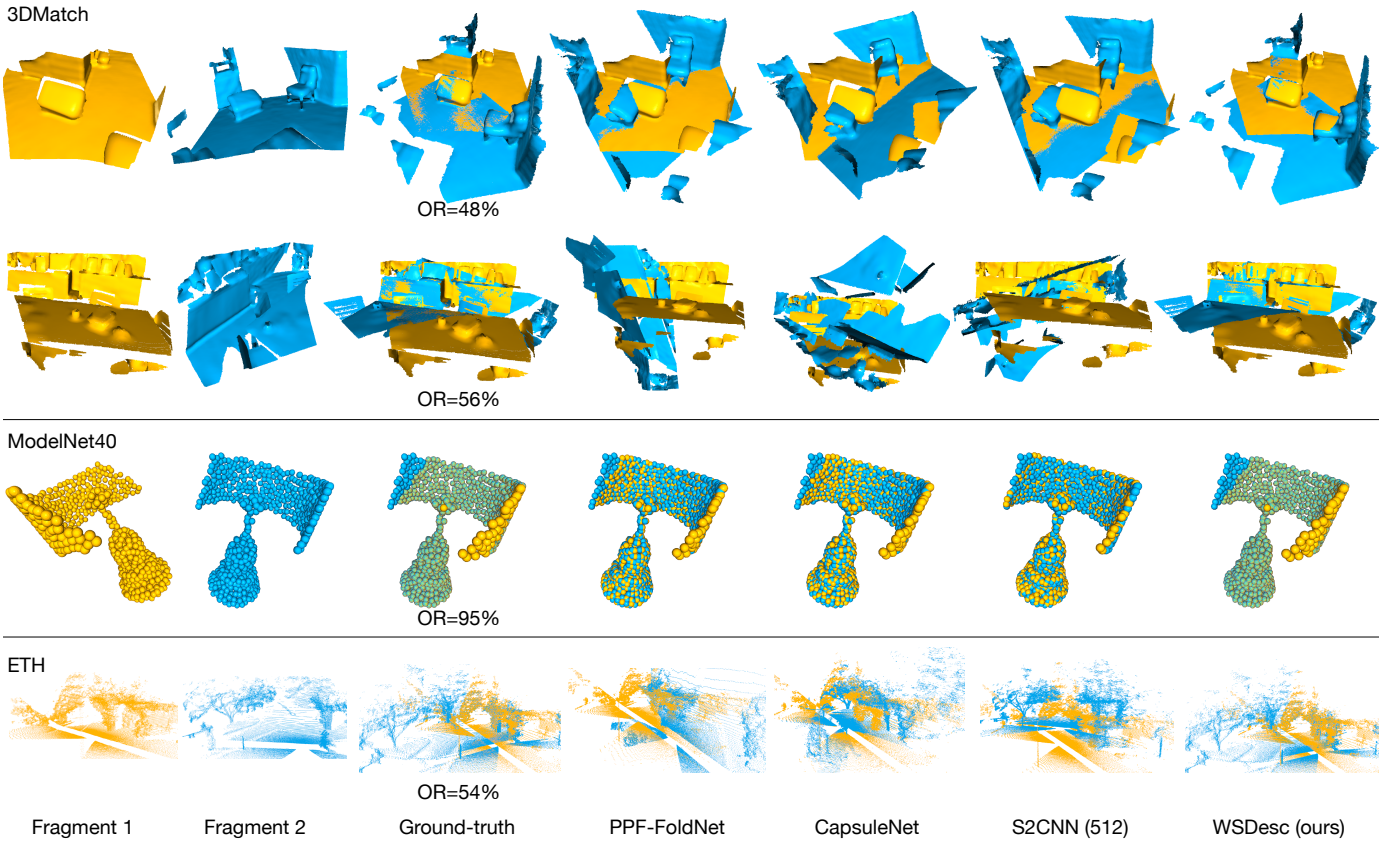 3DMatch
OR=48%
OR=56%
ModelNet40
OR=95%
ETH
OR=54%
Fragment 1
Fragment 2
Ground-truth
PPF-FoldNet
CapsuleNet
S2CNN (512)
WSDesc (ours)